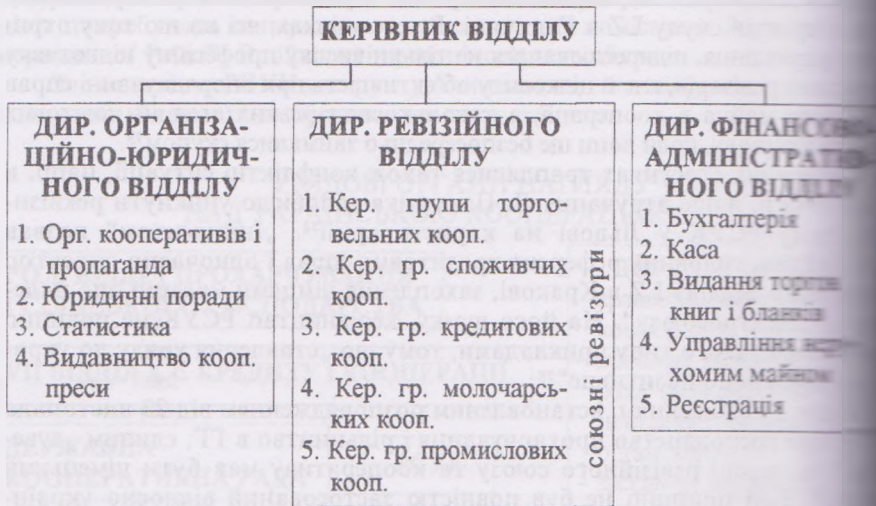 КЕРІВНИК ВІДДІЛУ
ДИР. ОРГАНІЗА-
ЦІЙНО-ЮРИДИЧ-
НОГО ВІДДІЛУ
1. Орг. кооперативів і
пропаганда
2. Юридичні поради
3. Статистика
4. Видавництво кооп.
прести
ДИР. РЕВІЗІЙНОГО
ВІДДІЛУ
1. Кер. групи торго-
вельних кооп.
2. Кер. гр. споживчих
кооп.
3. Кер. гр. кредитових
кооп.
4. Кер. гр. молочарсь-
ких кооп.
5. Кер. гр. промислових
кооп.
союзні ревізори
ДИР. ФІНАНСОВО-
АДМІНІСТРАТИВ-
НОГО ВІДДІЛУ
1. Бухгалтерія
2. Каса
3. Видання
книг і бланків
4. Управління
хомим майном
5. Реєстрація